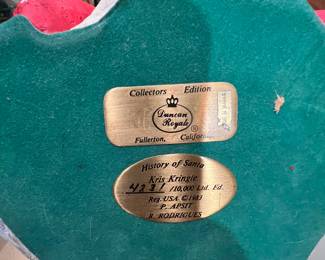 Collectors Edition
Duncan
Royale
®
Fullerton, California
History of Santa
Kris Kringle
4231 /10,000 Ltd. Ed.
Reg. USA © 1983
P. APSIT
R. RODRIGUES